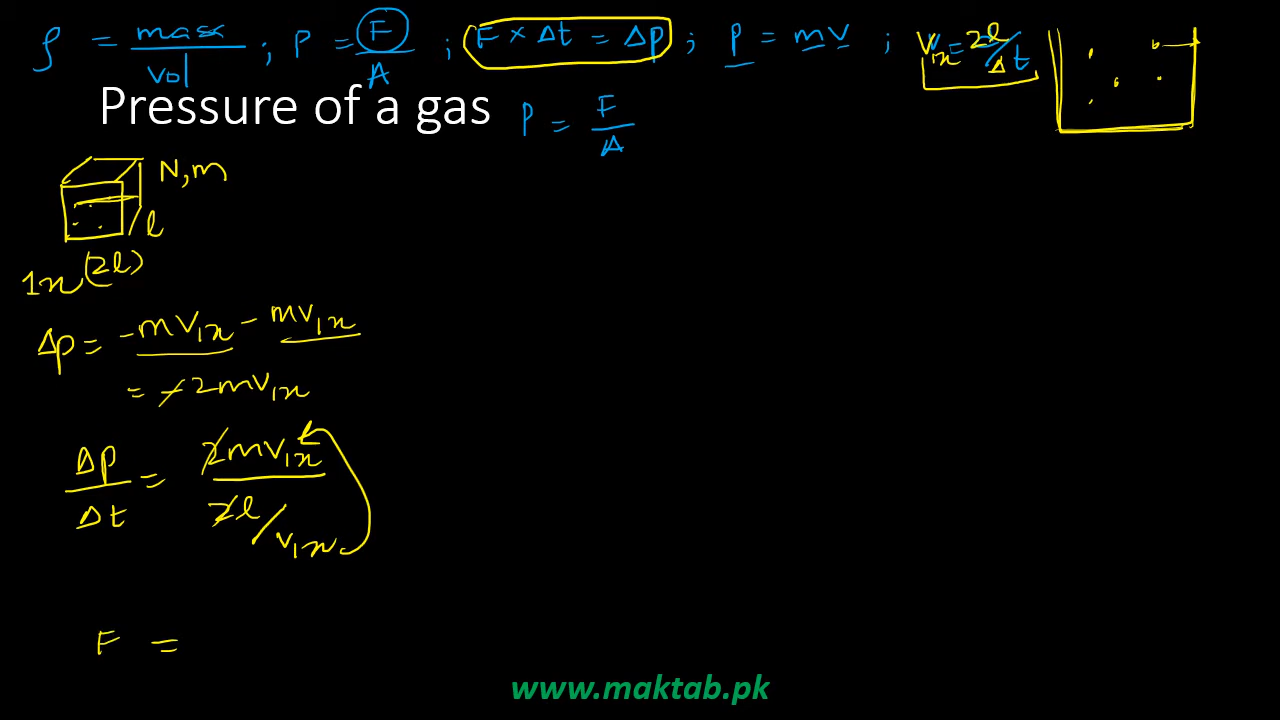 ρ = mass/vol ; P = F/A ; F × Δt = Δp ; p = mv ; v₁ₓ = 2l/Δt
Pressure of a gas P = F/A
N, m
l
1x (2l)
Δp = -mv₁ₓ - mv₁ₓ
= -2mv₁ₓ
Δp/Δt = 2mv₁ₓ / 2l/v₁ₓ
F =
www.maktab.pk